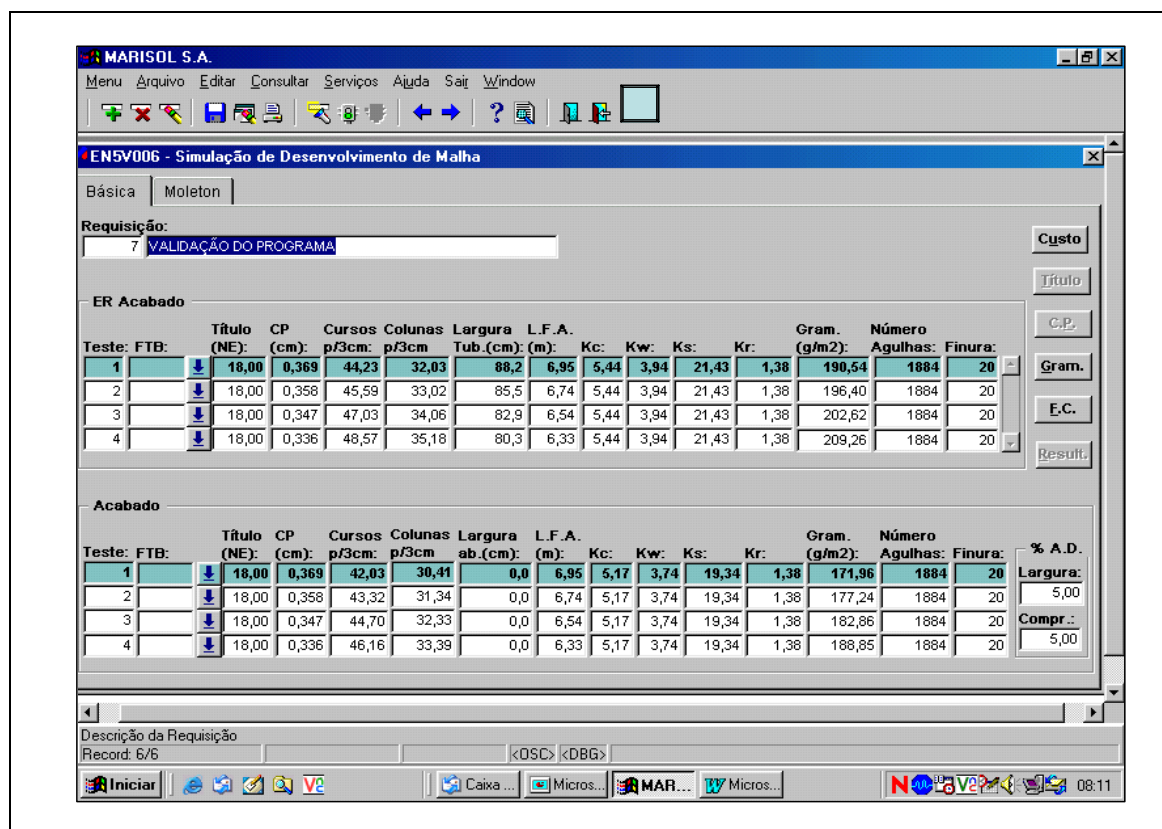 MARISOL S.A.
Menu Arquivo Editar Consultar Serviços Ajuda Sair Window
EN5V006 - Simulação de Desenvolvimento de Malha
Básica Moleton
Requisição:
7 VALIDAÇÃO DO PROGRAMA
Custo
Título
C.P.
Gram.
F.C.
Result.
ER Acabado
Título CP Cursos Colunas Largura L.F.A. Gram. Número
Teste: FTB: (NE): (cm): p/3cm: p/3cm Tub.(cm): (m): Kc: Kw: Ks: Kr: (g/m2): Agulhas: Finura:
1 18,00 0,369 44,23 32,03 88,2 6,95 5,44 3,94 21,43 1,38 190,54 1884 20
2 18,00 0,358 45,59 33,02 85,5 6,74 5,44 3,94 21,43 1,38 196,40 1884 20
3 18,00 0,347 47,03 34,06 82,9 6,54 5,44 3,94 21,43 1,38 202,62 1884 20
4 18,00 0,336 48,57 35,18 80,3 6,33 5,44 3,94 21,43 1,38 209,26 1884 20
Acabado
Título CP Cursos Colunas Largura L.F.A. Gram. Número
Teste: FTB: (NE): (cm): p/3cm: p/3cm ab.(cm): (m): Kc: Kw: Ks: Kr: (g/m2): Agulhas: Finura:
1 18,00 0,369 42,03 30,41 0,0 6,95 5,17 3,74 19,34 1,38 171,96 1884 20
2 18,00 0,358 43,32 31,34 0,0 6,74 5,17 3,74 19,34 1,38 177,24 1884 20
3 18,00 0,347 44,70 32,33 0,0 6,54 5,17 3,74 19,34 1,38 182,86 1884 20
4 18,00 0,336 46,16 33,39 0,0 6,33 5,17 3,74 19,34 1,38 188,85 1884 20
% A.D.
Largura:
5,00
Compr.:
5,00
Descrição da Requisição
Record: 6/6 <OSC> <DBG>
Iniciar Caixa ... Micros... MAR... Micros... 08:11